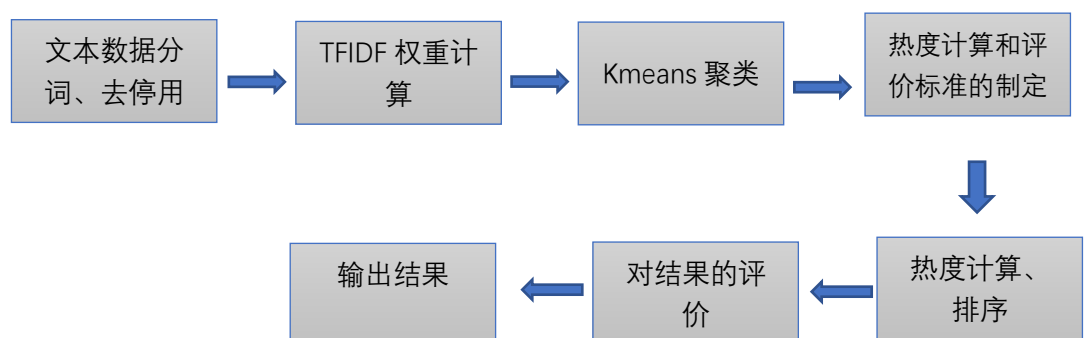 文本数据分
词、去停用
TFIDF 权重计
算
Kmeans 聚类
热度计算和评
价标准的制定
热度计算、
排序
对结果的评
价
输出结果